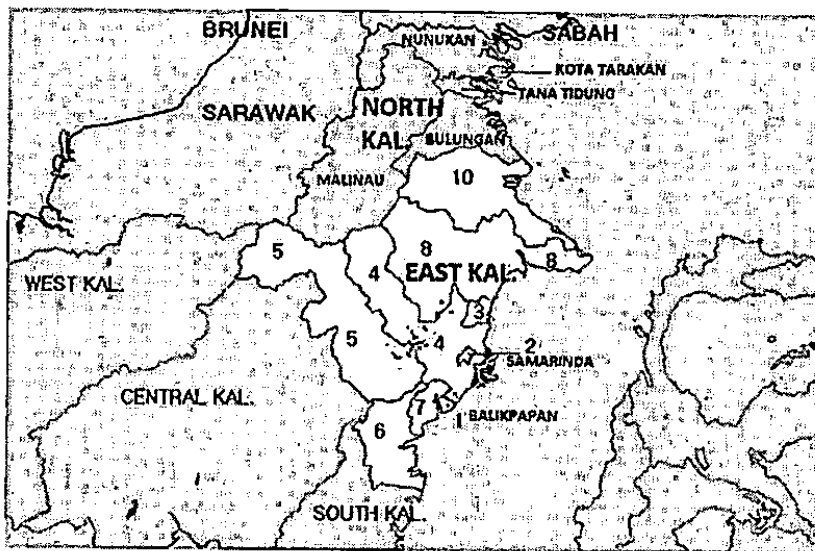 BRUNEI
NUNUKAN
SABAH
KOTA TARAKAN
TANA TIDUNG
SARAWAK
NORTH
KAL.
BULUNGAN
MALINAU
10
5
8
4
EAST KAL.
8
WEST KAL.
3
5
4
2
SAMARINDA
CENTRAL KAL.
7
1
BALIKPAPAN
6
SOUTH KAL.